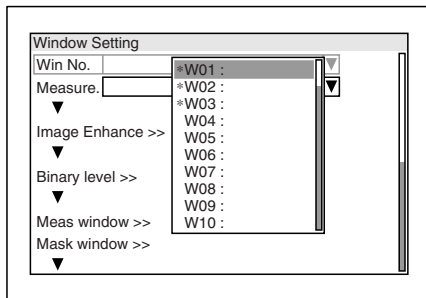 Window Setting
Win No.
Measure.
Image Enhance >>
Binary level >>
Meas window >>
Mask window >>
*W01 :
*W02 :
*W03 :
W04 :
W05 :
W06 :
W07 :
W08 :
W09 :
W10 :